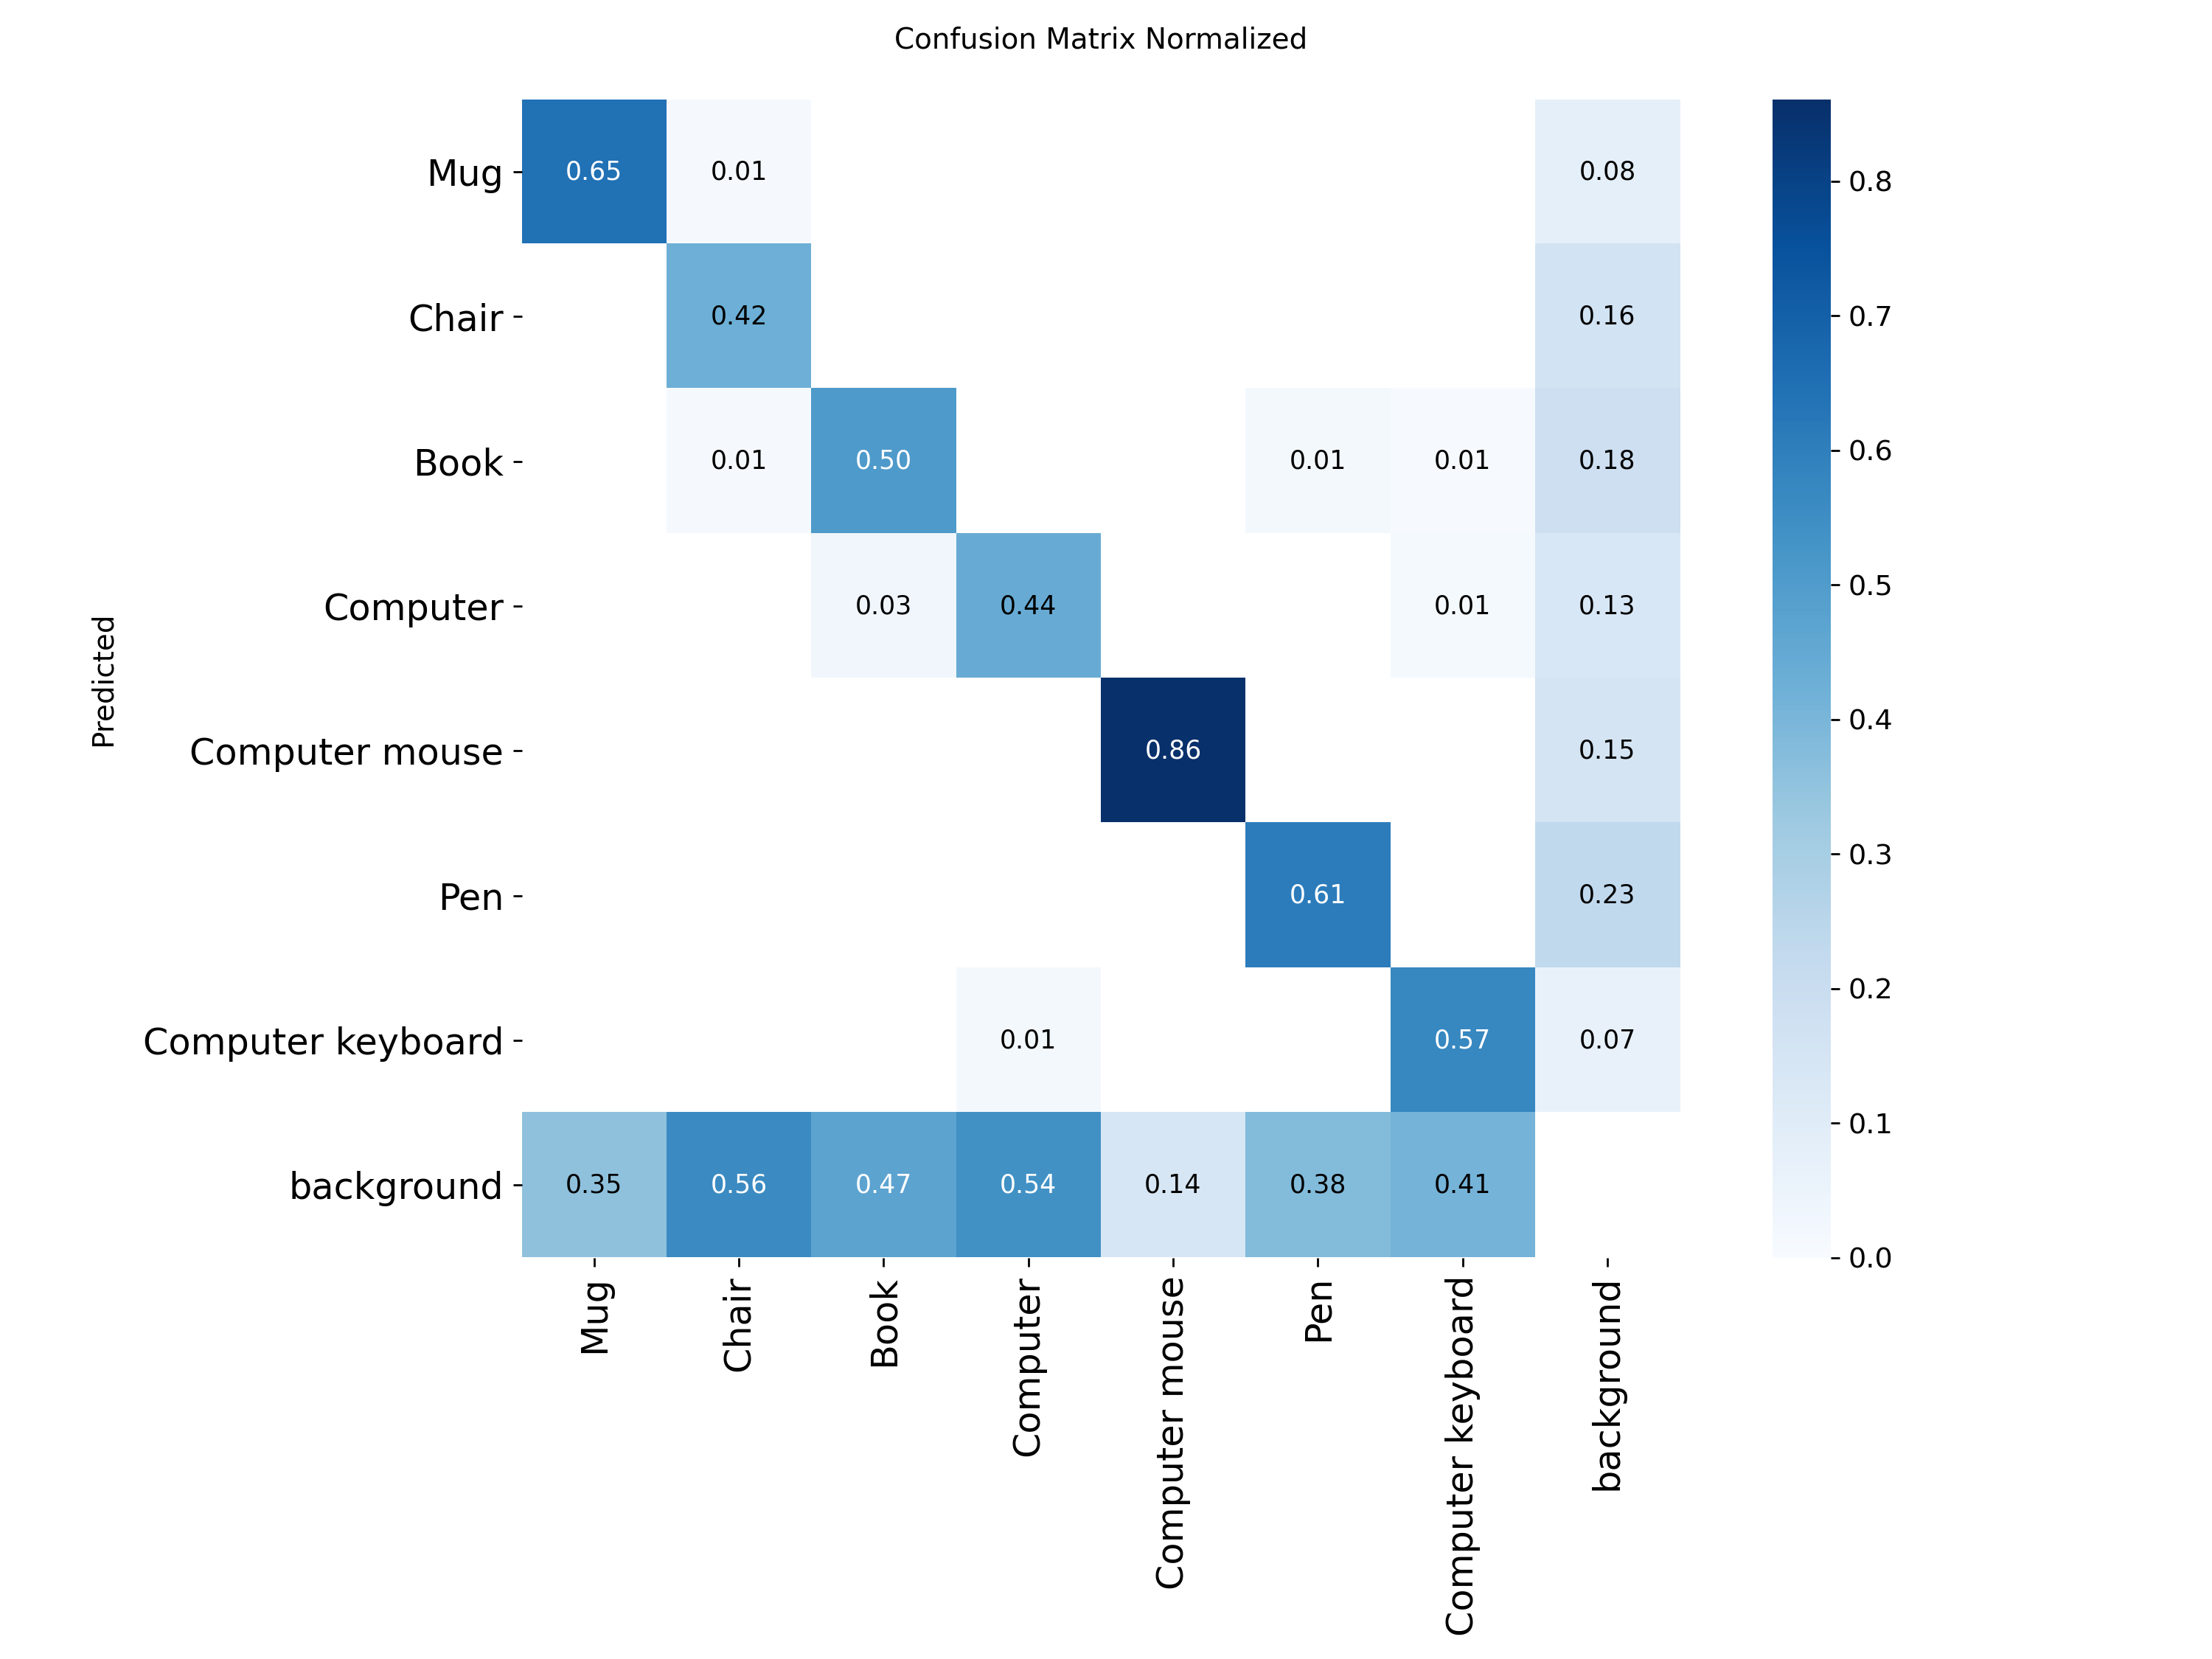 Confusion Matrix Normalized
Predicted
Mug 0.65 0.01 0.08
Chair 0.42 0.16
Book 0.01 0.50 0.01 0.01 0.18
Computer 0.03 0.44 0.01 0.13
Computer mouse 0.86 0.15
Pen 0.61 0.23
Computer keyboard 0.01 0.57 0.07
background 0.35 0.56 0.47 0.54 0.14 0.38 0.41
Mug
Chair
Book
Computer
Computer mouse
Pen
Computer keyboard
background
0.8
0.7
0.6
0.5
0.4
0.3
0.2
0.1
0.0